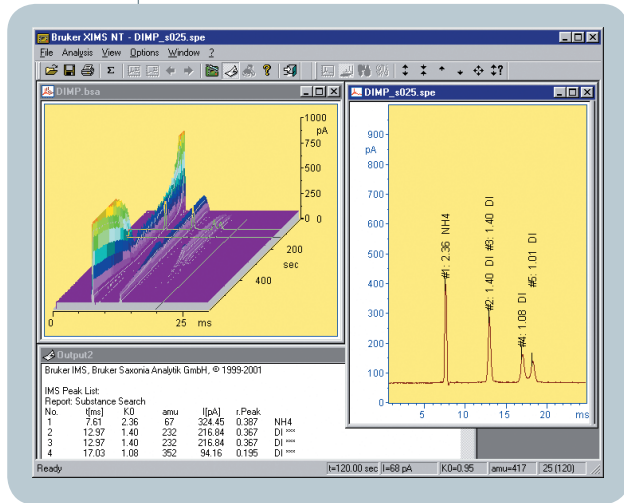 Bruker XIMS NT - DIMP_s025.spe
File Analysis View Options Window ?
Σ
?
?
DIMP.bsa
1000
pA
750
500
250
0 0
200
sec
400
0 25 ms
DIMP_s025.spe
900
pA
800
700
600
500
400
300
200
100
0
5 10 15 20 ms
#1: 2.36 NH4
#2: 1.40 DI #3: 1.40 DI
#4: 1.08 DI
#5: 1.01 DI
Output2
Bruker IMS, Bruker Saxonia Analytik GmbH, © 1999-2001
IMS Peak List:
Report: Substance Search
No. t[ms] K0 amu I[pA] r.Peak
1 7.61 2.36 67 324.45 0.387 NH4
2 12.97 1.40 232 216.84 0.367 DI ***
3 12.97 1.40 232 216.84 0.367 DI ***
4 17.03 1.08 352 94.16 0.195 DI ***
Ready t=120.00 sec I=68 pA K0=0.95 amu=417 25 (120)